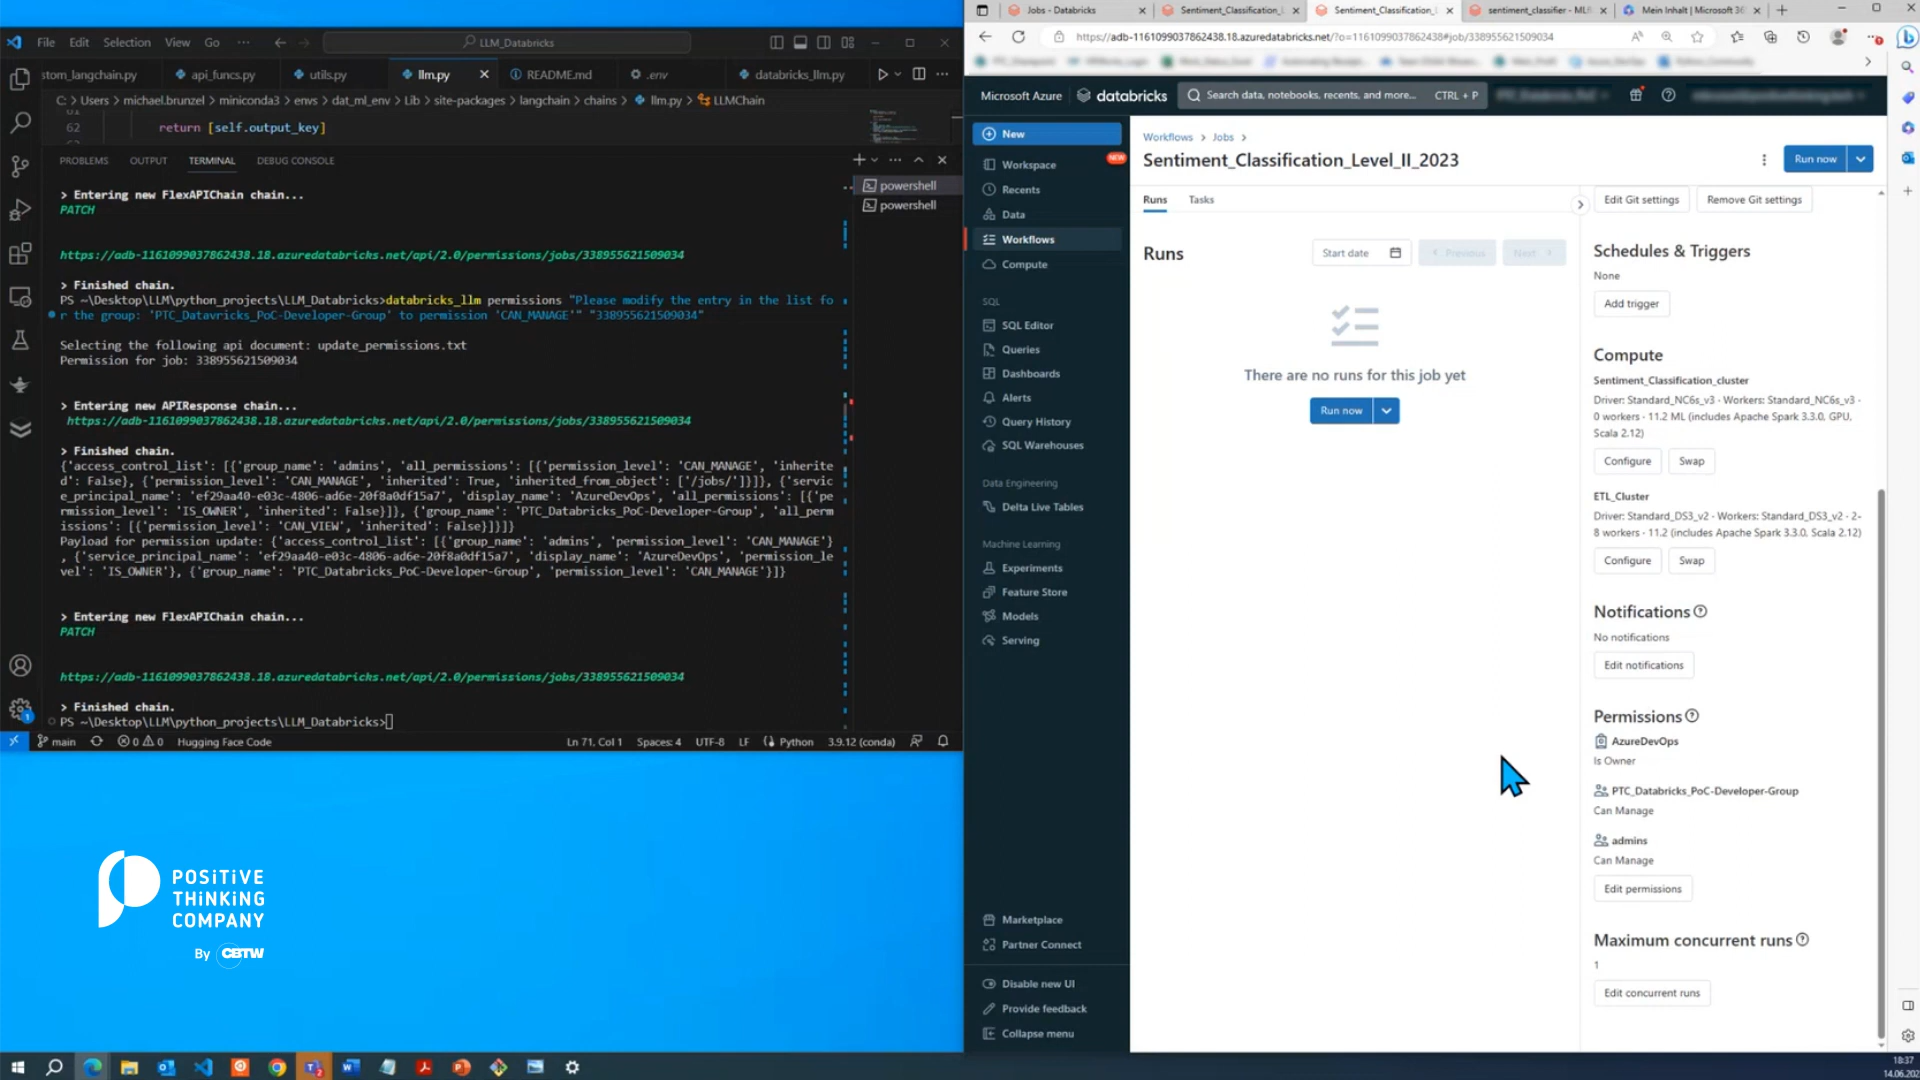 File Edit Selection View Go ··· LLM_Databricks
stom_langchain.py api_funcs.py utils.py llm.py README.md .env databricks_llm.py
C: > Users > michael.brunzel > miniconda3 > envs > dat_ml_env > Lib > site-packages > langchain > chains > llm.py > LLMChain
62 return [self.output_key]
PROBLEMS OUTPUT TERMINAL DEBUG CONSOLE
powershell
powershell
> Entering new FlexAPIChain chain...
PATCH
https://adb-1161099037862438.18.azuredatabricks.net/api/2.0/permissions/jobs/338955621509034
> Finished chain.
PS ~\Desktop\LLM\python_projects\LLM_Databricks>databricks_llm permissions "Please modify the entry in the list fo
r the group: 'PTC_Datavricks_PoC-Developer-Group' to permission 'CAN_MANAGE'" "338955621509034"
Selecting the following api document: update_permissions.txt
Permission for job: 338955621509034
> Entering new APIResponse chain...
https://adb-1161099037862438.18.azuredatabricks.net/api/2.0/permissions/jobs/338955621509034
> Finished chain.
{'access_control_list': [{'group_name': 'admins', 'all_permissions': [{'permission_level': 'CAN_MANAGE', 'inherite
d': False}, {'permission_level': 'CAN_MANAGE', 'inherited': True, 'inherited_from_object': ['/jobs/']}]}, {'servic
e_principal_name': 'ef29aa40-e03c-4806-ad6e-20f8a0df15a7', 'display_name': 'AzureDevOps', 'all_permissions': [{'pe
rmission_level': 'IS_OWNER', 'inherited': False}]}, {'group_name': 'PTC_Databricks_PoC-Developer-Group', 'all_perm
issions': [{'permission_level': 'CAN_VIEW', 'inherited': False}]}]}
Payload for permission update: {'access_control_list': [{'group_name': 'admins', 'permission_level': 'CAN_MANAGE'}
, {'service_principal_name': 'ef29aa40-e03c-4806-ad6e-20f8a0df15a7', 'display_name': 'AzureDevOps', 'permission_le
vel': 'IS_OWNER'}, {'group_name': 'PTC_Databricks_PoC-Developer-Group', 'permission_level': 'CAN_MANAGE'}]}
> Entering new FlexAPIChain chain...
PATCH
https://adb-1161099037862438.18.azuredatabricks.net/api/2.0/permissions/jobs/338955621509034
> Finished chain.
PS ~\Desktop\LLM\python_projects\LLM_Databricks>
main 0 0 Hugging Face Code Ln 71, Col 1 Spaces: 4 UTF-8 LF Python 3.9.12 (conda)
POSiTiVE
THiNKiNG
COMPANY
By CBTW
Jobs - Databricks Sentiment_Classification_L Sentiment_Classification_L sentiment_classifier - MLf Mein Inhalt | Microsoft 36
https://adb-1161099037862438.18.azuredatabricks.net/?o=1161099037862438#job/338955621509034
Microsoft Azure databricks Search data, notebooks, recents, and more... CTRL + P
New
Workspace NEW
Recents
Data
Workflows
Compute
SQL
SQL Editor
Queries
Dashboards
Alerts
Query History
SQL Warehouses
Data Engineering
Delta Live Tables
Machine Learning
Experiments
Feature Store
Models
Serving
Marketplace
Partner Connect
Disable new UI
Provide feedback
Collapse menu
Workflows > Jobs >
Sentiment_Classification_Level_II_2023
Run now
Runs Tasks
Runs
Start date Previous Next
There are no runs for this job yet
Run now
Edit Git settings Remove Git settings
Schedules & Triggers
None
Add trigger
Compute
Sentiment_Classification_cluster
Driver: Standard_NC6s_v3 · Workers: Standard_NC6s_v3 ·
0 workers · 11.2 ML (includes Apache Spark 3.3.0, GPU,
Scala 2.12)
Configure Swap
ETL_Cluster
Driver: Standard_DS3_v2 · Workers: Standard_DS3_v2 · 2-
8 workers · 11.2 (includes Apache Spark 3.3.0, Scala 2.12)
Configure Swap
Notifications
No notifications
Edit notifications
Permissions
AzureDevOps
Is Owner
PTC_Databricks_PoC-Developer-Group
Can Manage
admins
Can Manage
Edit permissions
Maximum concurrent runs
1
Edit concurrent runs
18:37
14.06.202